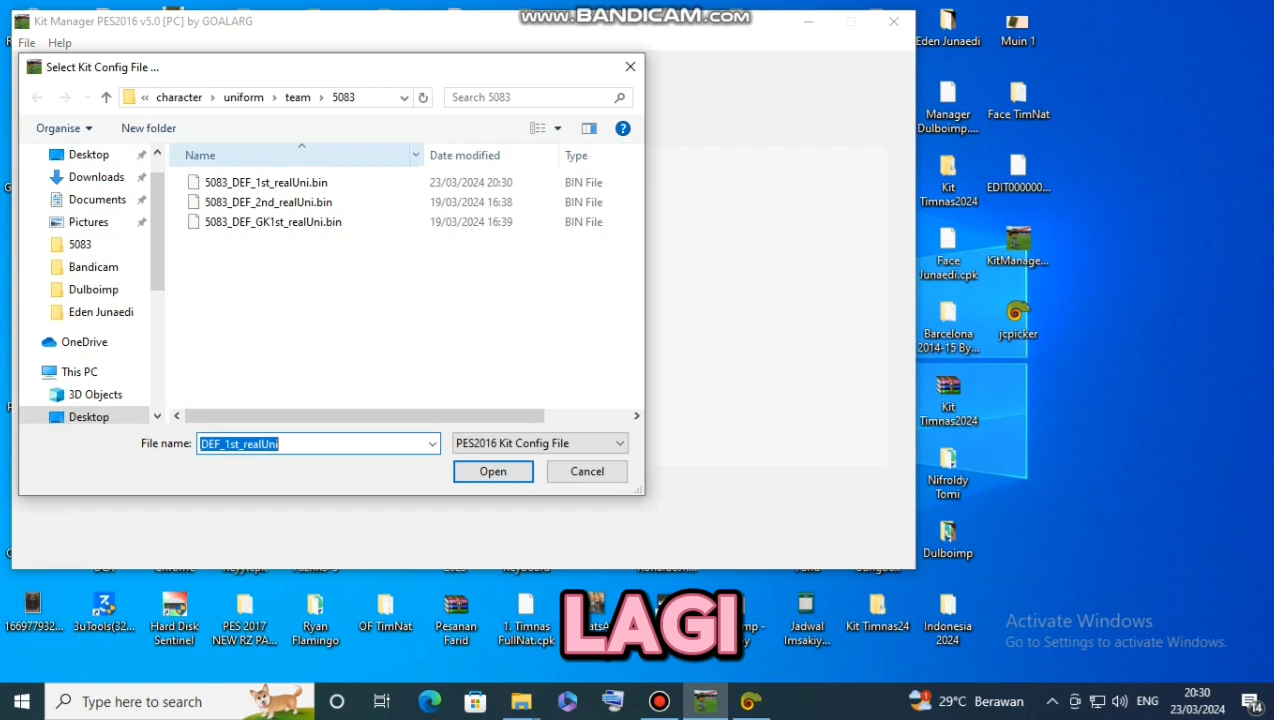 Kit Manager PES2016 v5.0 [PC] by GOALARG
www.BANDICAM.com
File Help
Select Kit Config File ...
« character › uniform › team › 5083
Search 5083
Organise New folder
Name Date modified Type
Desktop
Downloads
Documents
Pictures
5083
Bandicam
Dulboimp
Eden Junaedi
OneDrive
This PC
3D Objects
Desktop
5083_DEF_1st_realUni.bin 23/03/2024 20:30 BIN File
5083_DEF_2nd_realUni.bin 19/03/2024 16:38 BIN File
5083_DEF_GK1st_realUni.bin 19/03/2024 16:39 BIN File
File name: DEF_1st_realUni PES2016 Kit Config File
Open Cancel
Eden Junaedi
Muin 1
Manager
Dulboimp....
Face TimNat
Kit
Timnas2024
EDIT000000...
Face
Junaedi.cpk
KitManage...
Barcelona
2014-15 By...
jcpicker
Kit
Timnas2024
Nifroldy
Tomi
Dulboimp
166977932...
3uTools(32...
Hard Disk
Sentinel
PES 2017
NEW RZ PA...
Ryan
Flamingo
OF TimNat
Pesanan
Farid
1. Timnas
FullNat.cpk
LAGI
Jadwal
Imsakiy...
Kit Timnas24
Indonesia
2024
Activate Windows
Go to Settings to activate Windows.
Type here to search
29°C Berawan
ENG
20:30
23/03/2024
14